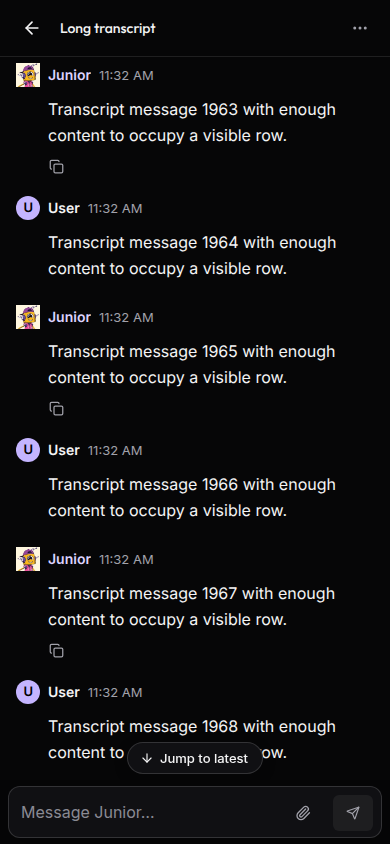 Long transcript
Junior 11:32 AM
Transcript message 1963 with enough
content to occupy a visible row.
U User 11:32 AM
Transcript message 1964 with enough
content to occupy a visible row.
Junior 11:32 AM
Transcript message 1965 with enough
content to occupy a visible row.
U User 11:32 AM
Transcript message 1966 with enough
content to occupy a visible row.
Junior 11:32 AM
Transcript message 1967 with enough
content to occupy a visible row.
U User 11:32 AM
Transcript message 1968 with enough
content to row.
Jump to latest
Message Junior...